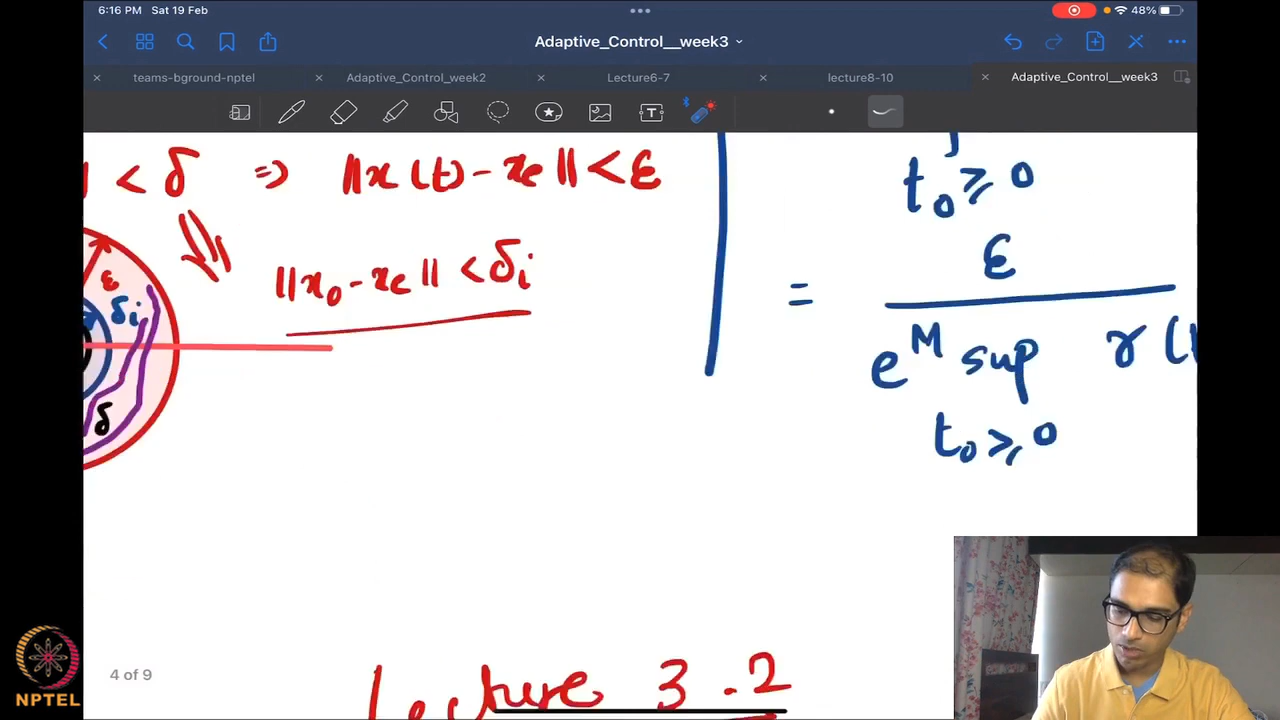 6:16 PM Sat 19 Feb
48%
Adaptive_Control__week3
teams-bground-nptel
Adaptive_Control_week2
Lecture6-7
lecture8-10
Adaptive_Control__week3
|| < δ ⇒ ||x(t) - xe|| < ε
||x0 - xe|| < δi
ε
δi
δ
t0 ≥ 0
= ε
e^M sup γ(
t0 ≥ 0
4 of 9
Lecture 3.2
NPTEL